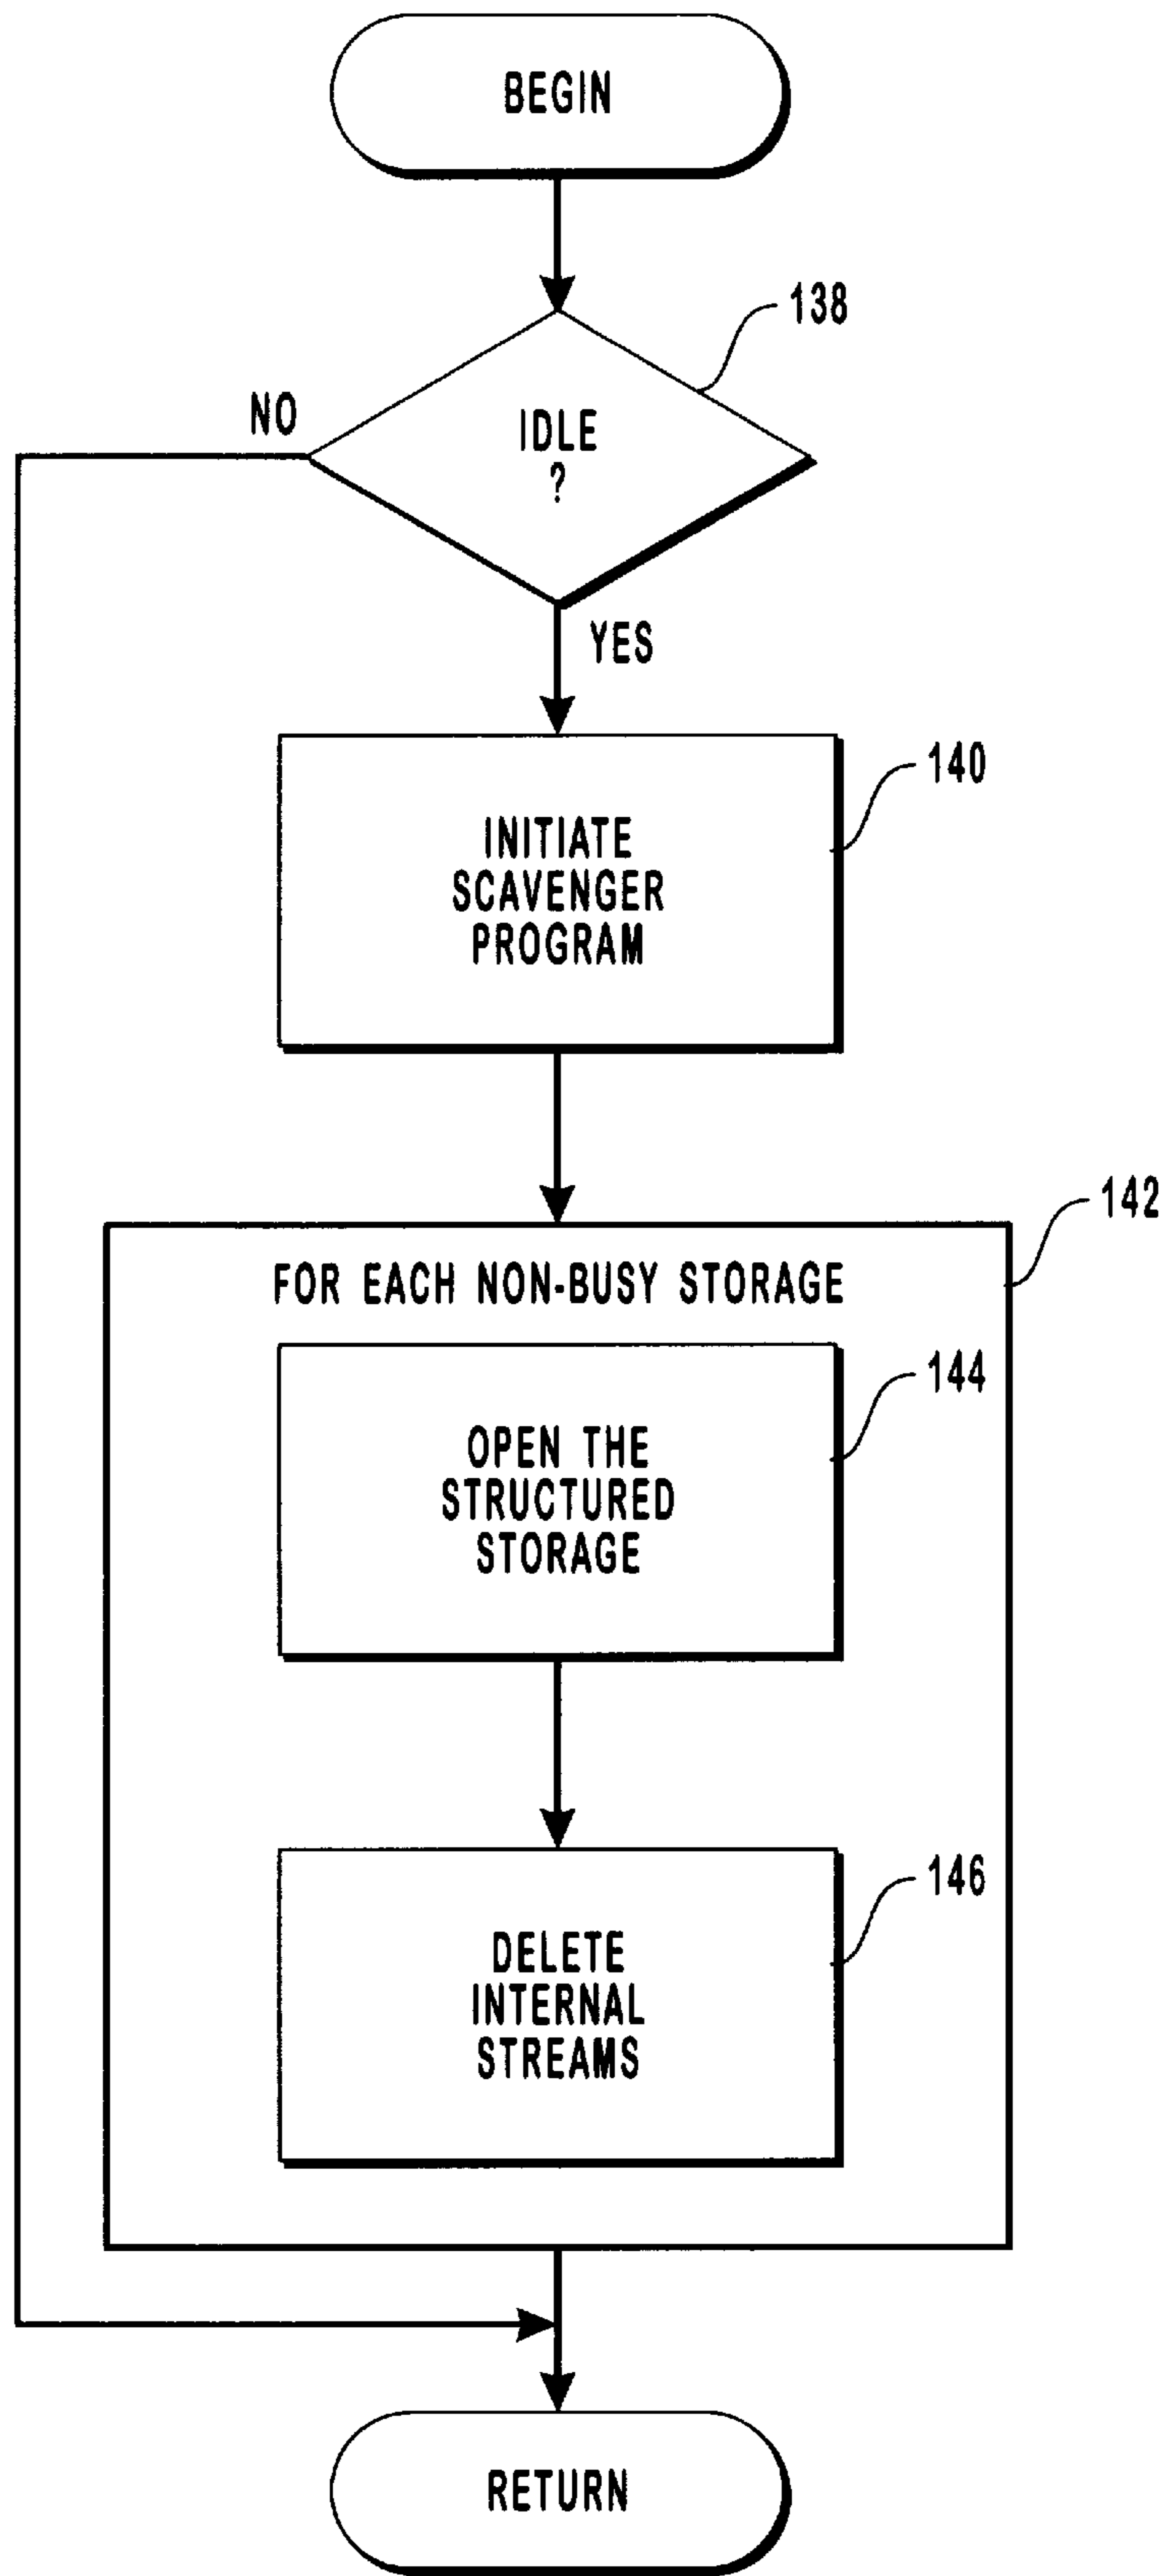 BEGIN
138
NO
IDLE
?
YES
140
INITIATE
SCAVENGER
PROGRAM
142
FOR EACH NON-BUSY STORAGE
144
OPEN THE
STRUCTURED
STORAGE
146
DELETE
INTERNAL
STREAMS
RETURN